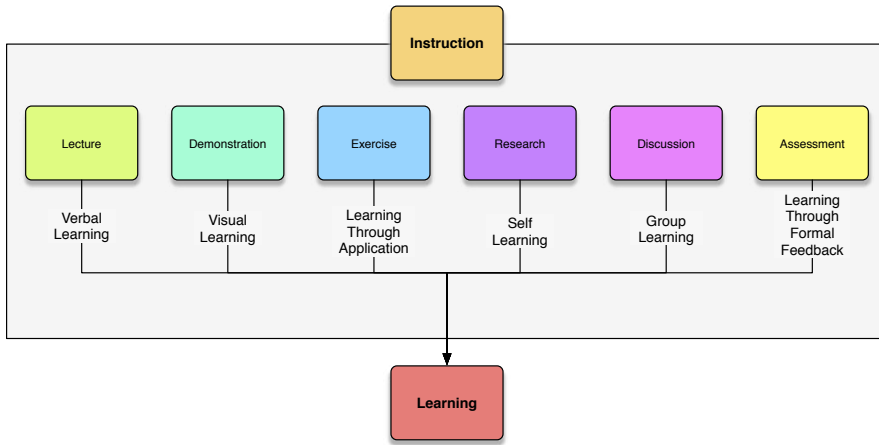 Instruction
Lecture
Demonstration
Exercise
Research
Discussion
Assessment
Verbal
Learning
Visual
Learning
Learning
Through
Application
Self
Learning
Group
Learning
Learning
Through
Formal
Feedback
Learning